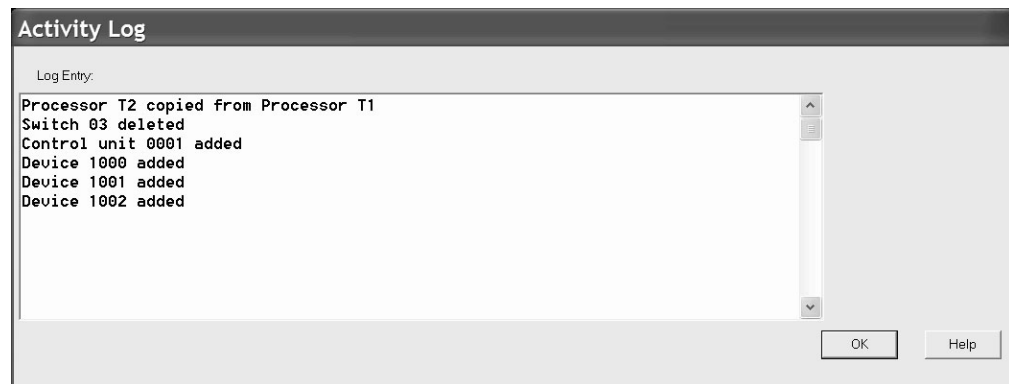 Activity Log
Log Entry:
Processor T2 copied from Processor T1
Switch 03 deleted
Control unit 0001 added
Device 1000 added
Device 1001 added
Device 1002 added
OK Help